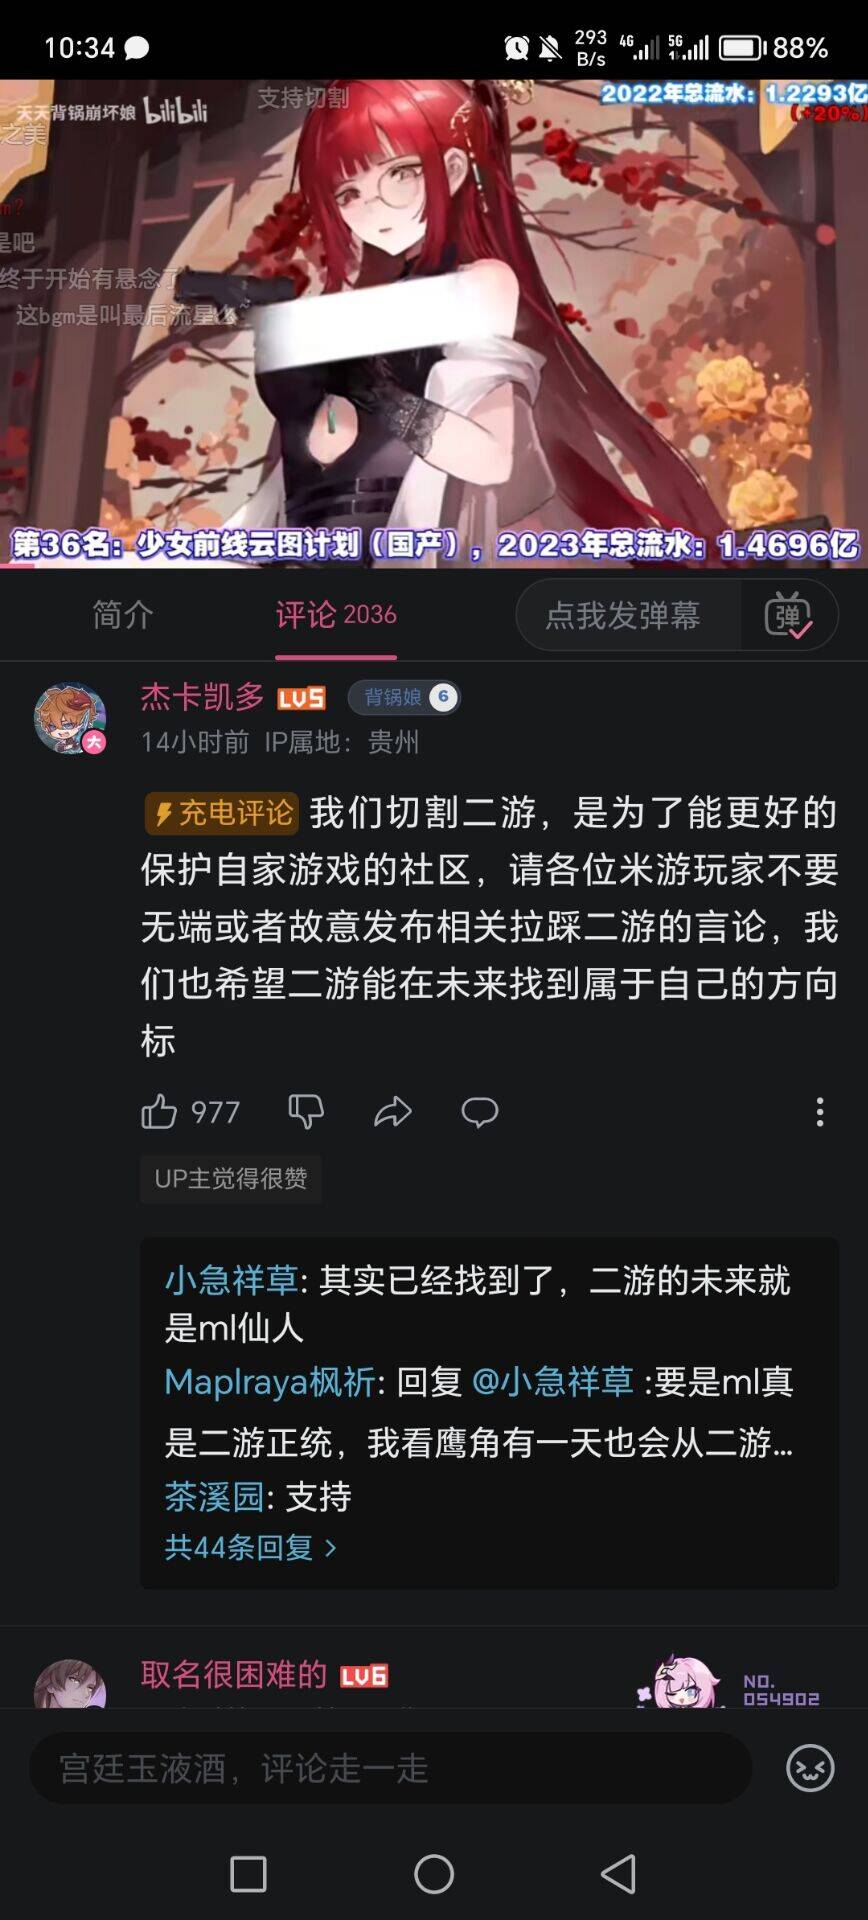 10:34
293 B/s 4G 5G 88%
天天背锅崩坏娘 bilibili
支持切割
2022年总流水：1.2293亿
(+20%)
之美
m?
是吧
终于开始有悬念了
这bgm是叫最后流星么
第36名：少女前线云图计划（国产），2023年总流水：1.4696亿
简介
评论 2036
点我发弹幕
弹
杰卡凯多 LV5 背锅娘 6
14小时前 IP属地：贵州
充电评论 我们切割二游，是为了能更好的
保护自家游戏的社区，请各位米游玩家不要
无端或者故意发布相关拉踩二游的言论，我
们也希望二游能在未来找到属于自己的方向
标
977
UP主觉得很赞
小急祥草: 其实已经找到了，二游的未来就
是ml仙人
Maplraya枫祈: 回复 @小急祥草 :要是ml真
是二游正统，我看鹰角有一天也会从二游...
茶溪园: 支持
共44条回复 >
取名很困难的 LV6
NO.
054902
宫廷玉液酒，评论走一走